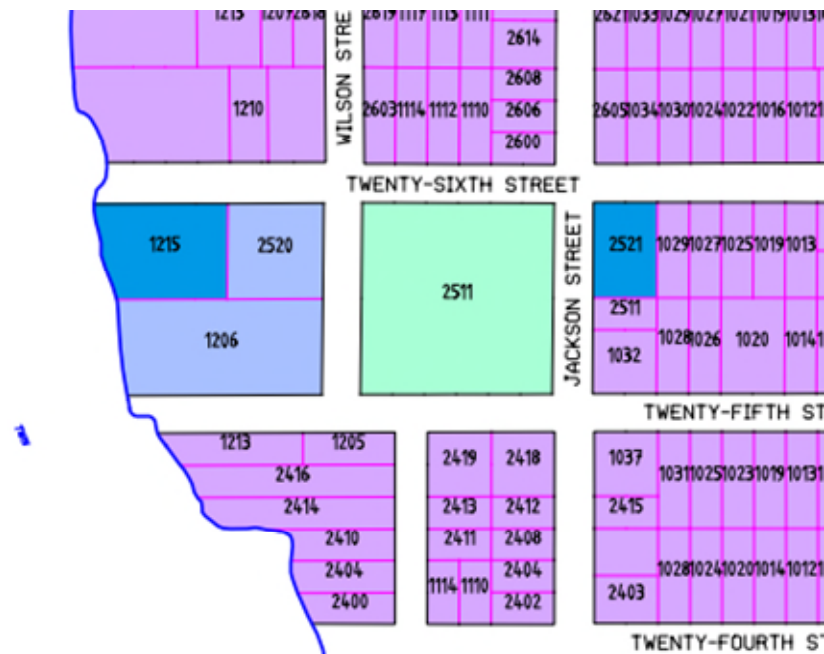 1213 1207 2618 2619 1117 1113 1111 2621 1033 1029 1027 1021 1019 1013
2614
WILSON STRE
2608
1210 2603 1114 1112 1110 2606 2605 1034 1030 1024 1022 1016 1012
2600
TWENTY-SIXTH STREET
1215 2520 2521 1029 1027 1025 1019 1013
JACKSON STREET
2511
2511
1206 1032 1028 1026 1020 1014
TWENTY-FIFTH ST
1213 1205 2419 2418 1037
2416 1031 1025 1023 1019 1013
2414 2413 2412 2415
2410 2411 2408
2404 1114 1110 2404 1028 1024 1020 1014 1012
2400 2402 2403
TWENTY-FOURTH ST